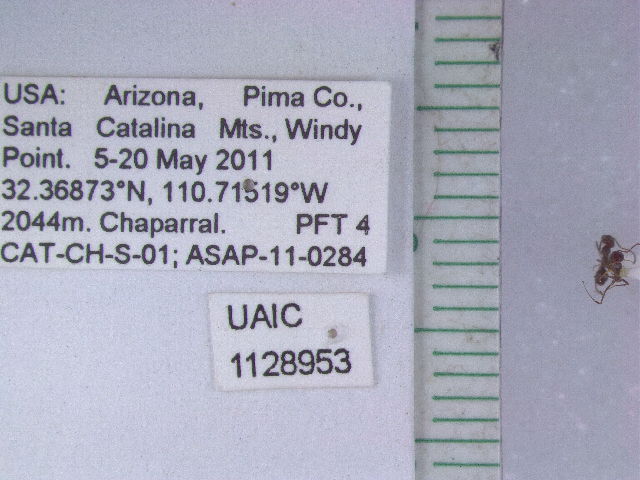 USA: Arizona, Pima Co.,
Santa Catalina Mts., Windy
Point. 5-20 May 2011
32.36873°N, 110.71519°W
2044m. Chaparral. PFT 4
CAT-CH-S-01; ASAP-11-0284
UAIC
1128953